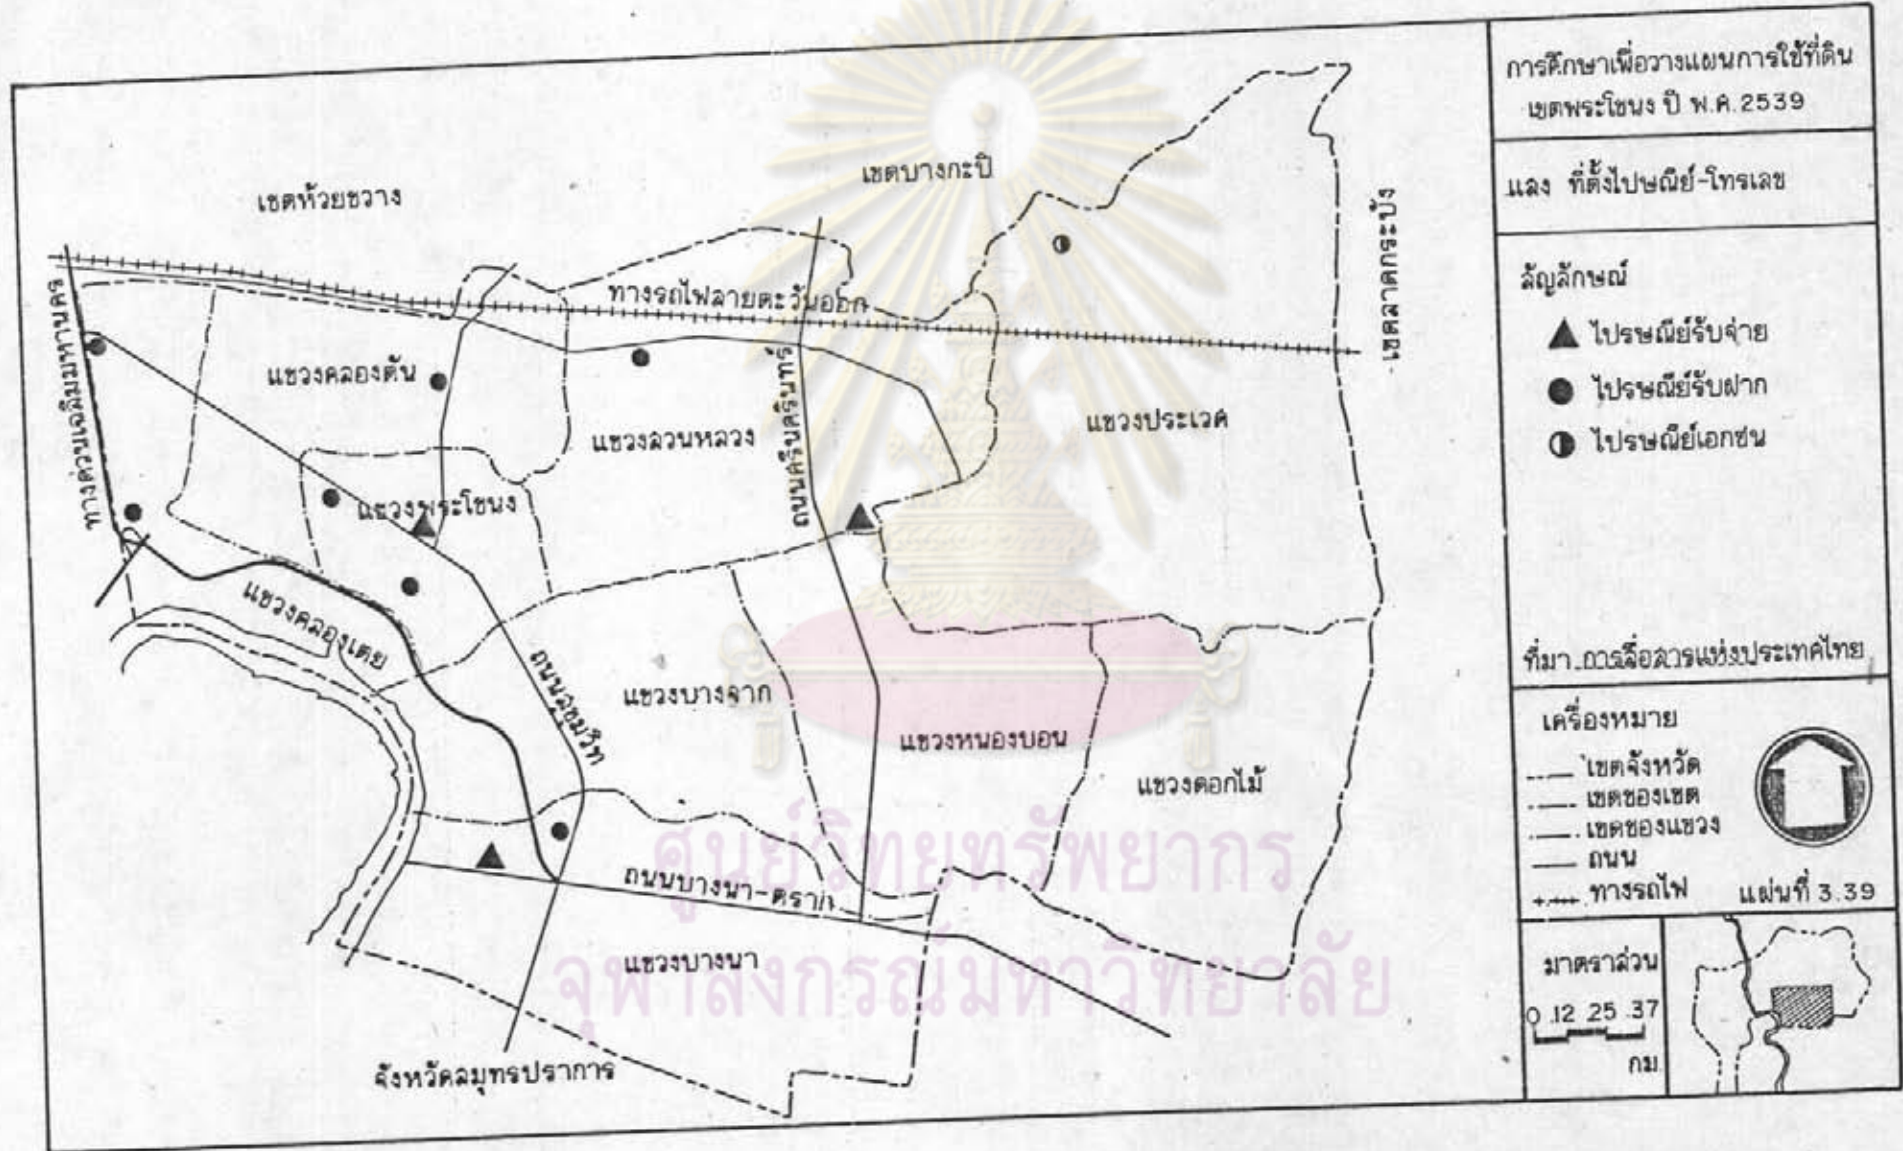 การศึกษาเพื่อวางแผนการใช้ที่ดิน
เขตพระโขนง ปี พ.ศ.2539
แสดง ที่ตั้งไปษณีย์-โทรเลข
สัญลักษณ์
ไปรษณีย์รับจ่าย
ไปรษณีย์รับฝาก
ไปรษณีย์เอกชน
ที่มา การสื่อสารแห่งประเทศไทย
เครื่องหมาย
เขตจังหวัด
เขตของเขต
เขตของแขวง
ถนน
ทางรถไฟ
แผ่นที่ 3.39
มาตราส่วน
0 .12 .25 .37
กม
เขตห้วยขวาง
เขตบางกะปิ
เขตลาดกระบัง
ทางรถไฟสายตะวันออก
ทางด่วนเฉลิมมหานคร
แขวงคลองตัน
แขวงสวนหลวง
ถนนศรีนครินทร์
แขวงประเวศ
แขวงพระโขนง
แขวงคลองเตย
ถนนสุขุมวิท
แขวงบางจาก
แขวงหนองบอน
แขวงดอกไม้
ถนนบางนา-ตราด
แขวงบางนา
จังหวัดสมุทรปราการ
ศูนย์วิทยทรัพยากร
จุฬาลงกรณ์มหาวิทยาลัย